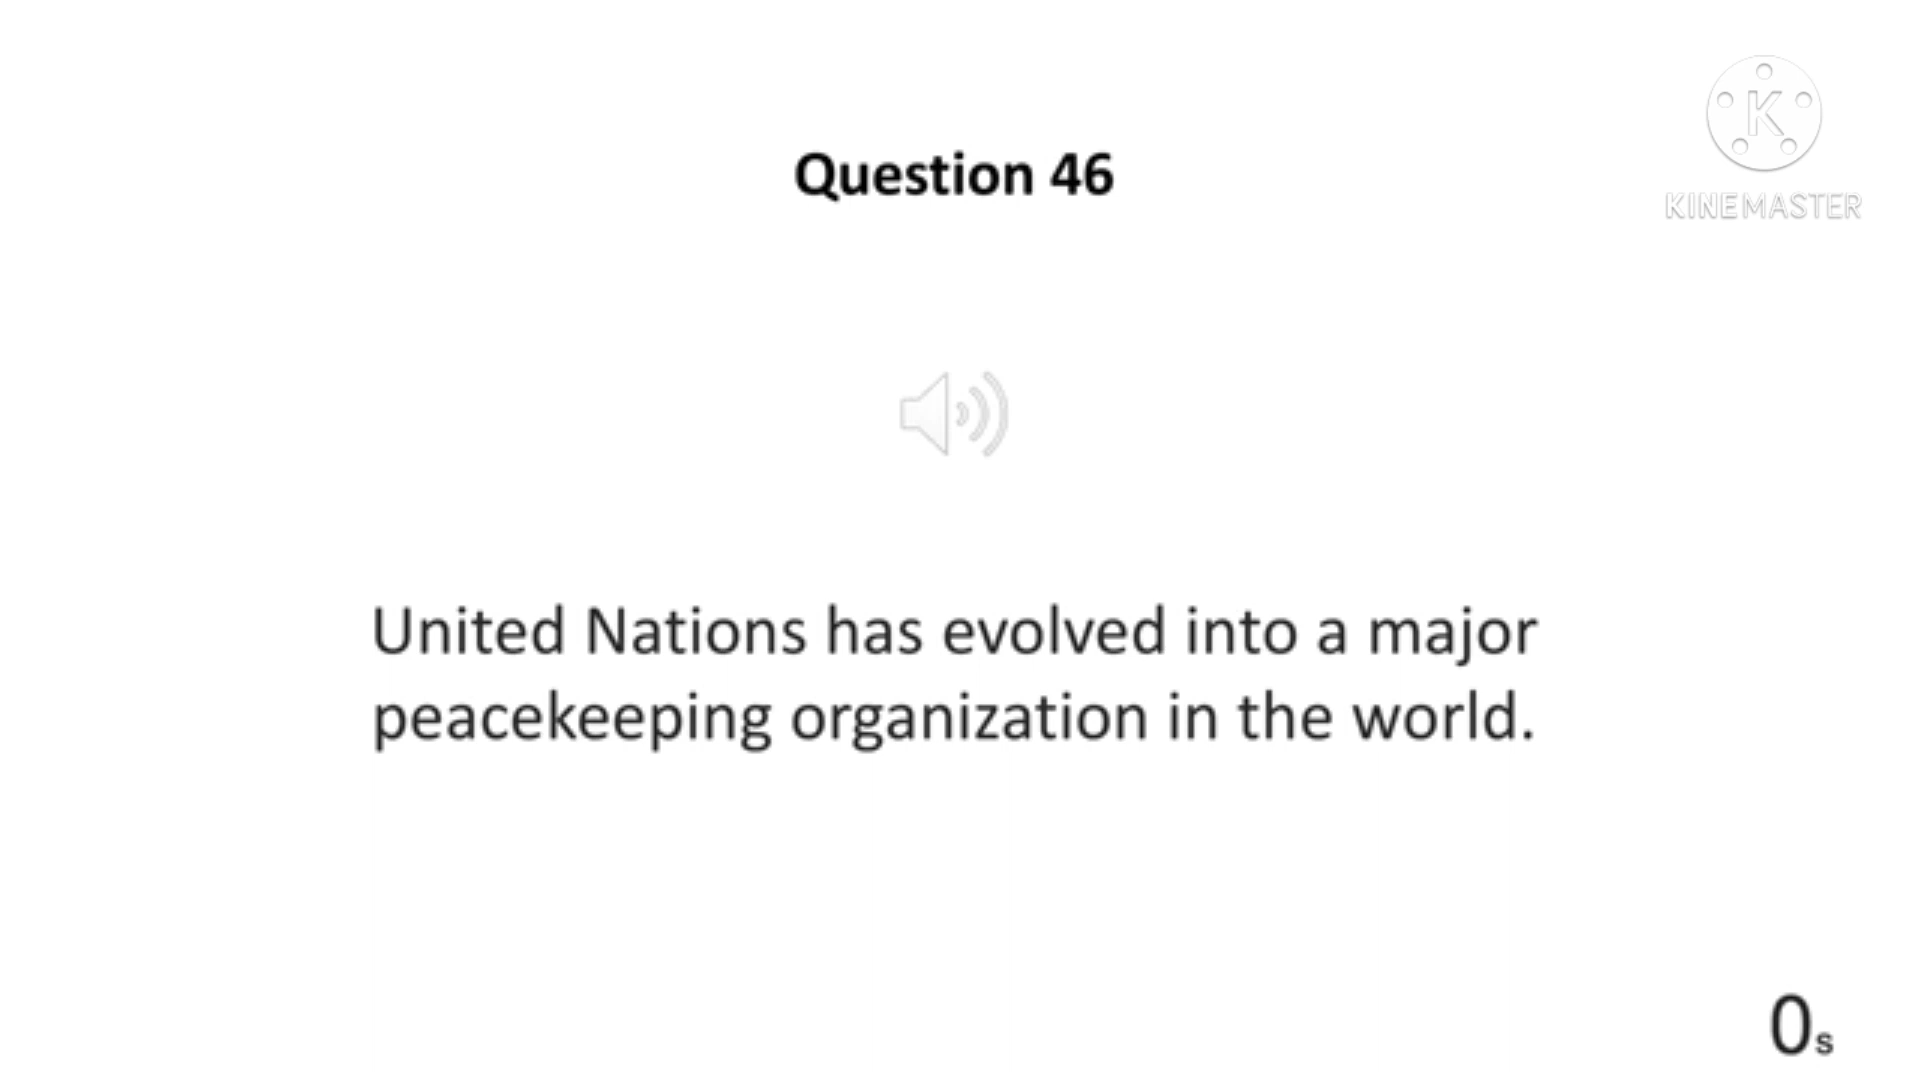 Question 46
K
KINEMASTER
United Nations has evolved into a major
peacekeeping organization in the world.
0s